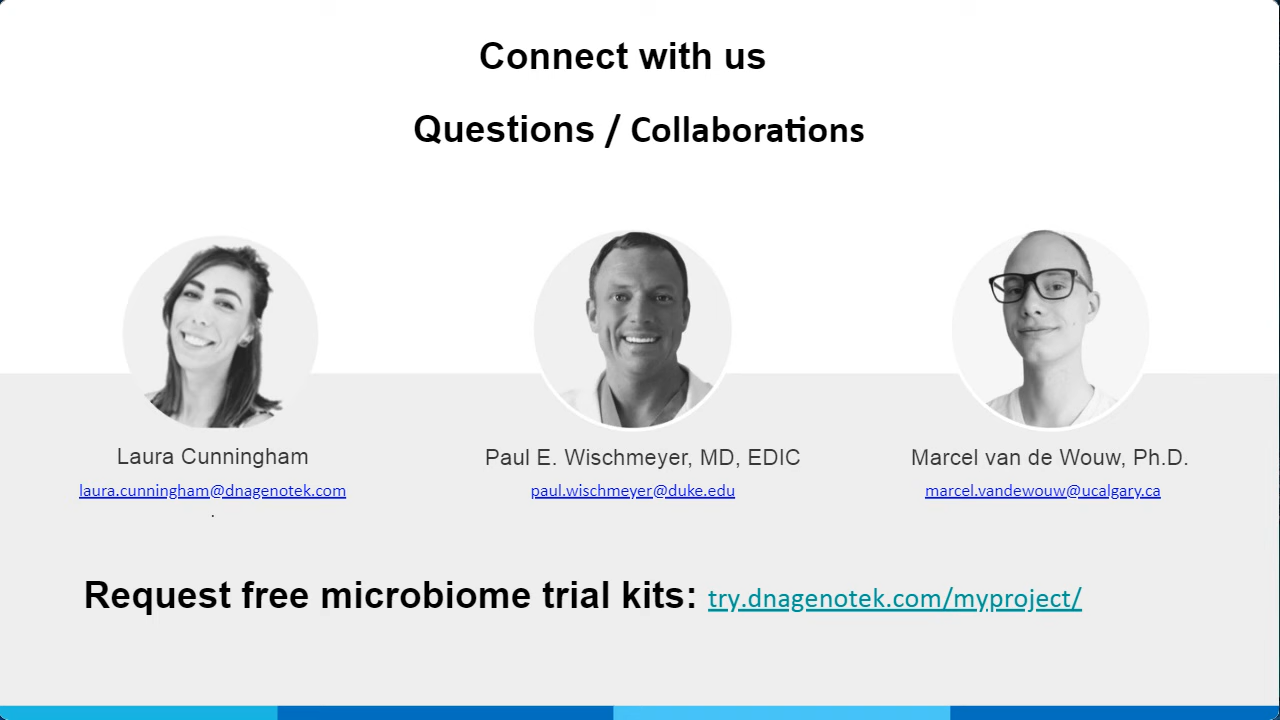 Connect with us
Questions / Collaborations
Laura Cunningham
laura.cunningham@dnagenotek.com
.
Paul E. Wischmeyer, MD, EDIC
paul.wischmeyer@duke.edu
Marcel van de Wouw, Ph.D.
marcel.vandewouw@ucalgary.ca
Request free microbiome trial kits: try.dnagenotek.com/myproject/